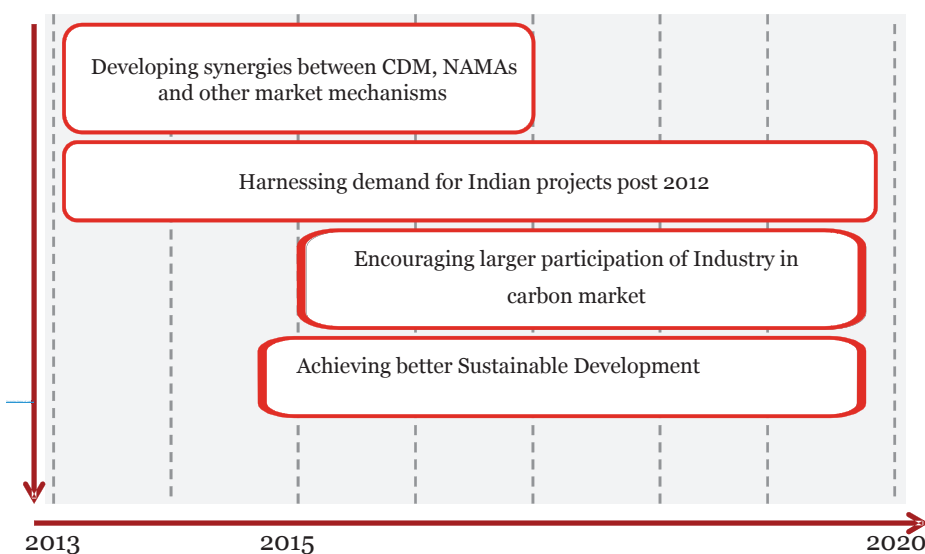 Developing synergies between CDM, NAMAs
and other market mechanisms
Harnessing demand for Indian projects post 2012
Encouraging larger participation of Industry in
carbon market
Achieving better Sustainable Development
2013
2015
2020